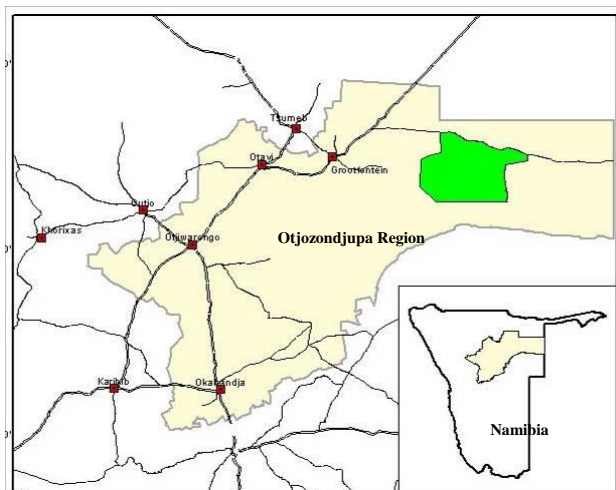 Tsumeb
Otavi
Grootfontein
Outjo
Khorixas
Otjiwarongo
Otjozondjupa Region
Karibib
Okahandja
Namibia